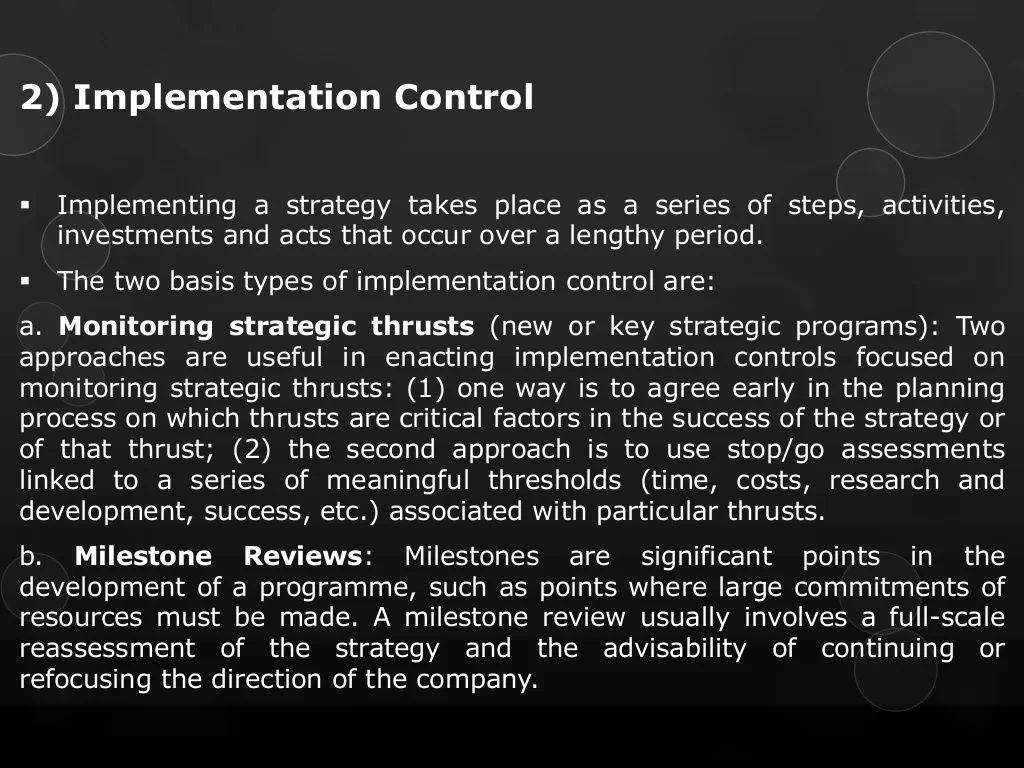 2) Implementation Control
▪ Implementing a strategy takes place as a series of steps, activities,
investments and acts that occur over a lengthy period.
▪ The two basis types of implementation control are:
a. Monitoring strategic thrusts (new or key strategic programs): Two
approaches are useful in enacting implementation controls focused on
monitoring strategic thrusts: (1) one way is to agree early in the planning
process on which thrusts are critical factors in the success of the strategy or
of that thrust; (2) the second approach is to use stop/go assessments
linked to a series of meaningful thresholds (time, costs, research and
development, success, etc.) associated with particular thrusts.
b. Milestone Reviews: Milestones are significant points in the
development of a programme, such as points where large commitments of
resources must be made. A milestone review usually involves a full-scale
reassessment of the strategy and the advisability of continuing or
refocusing the direction of the company.